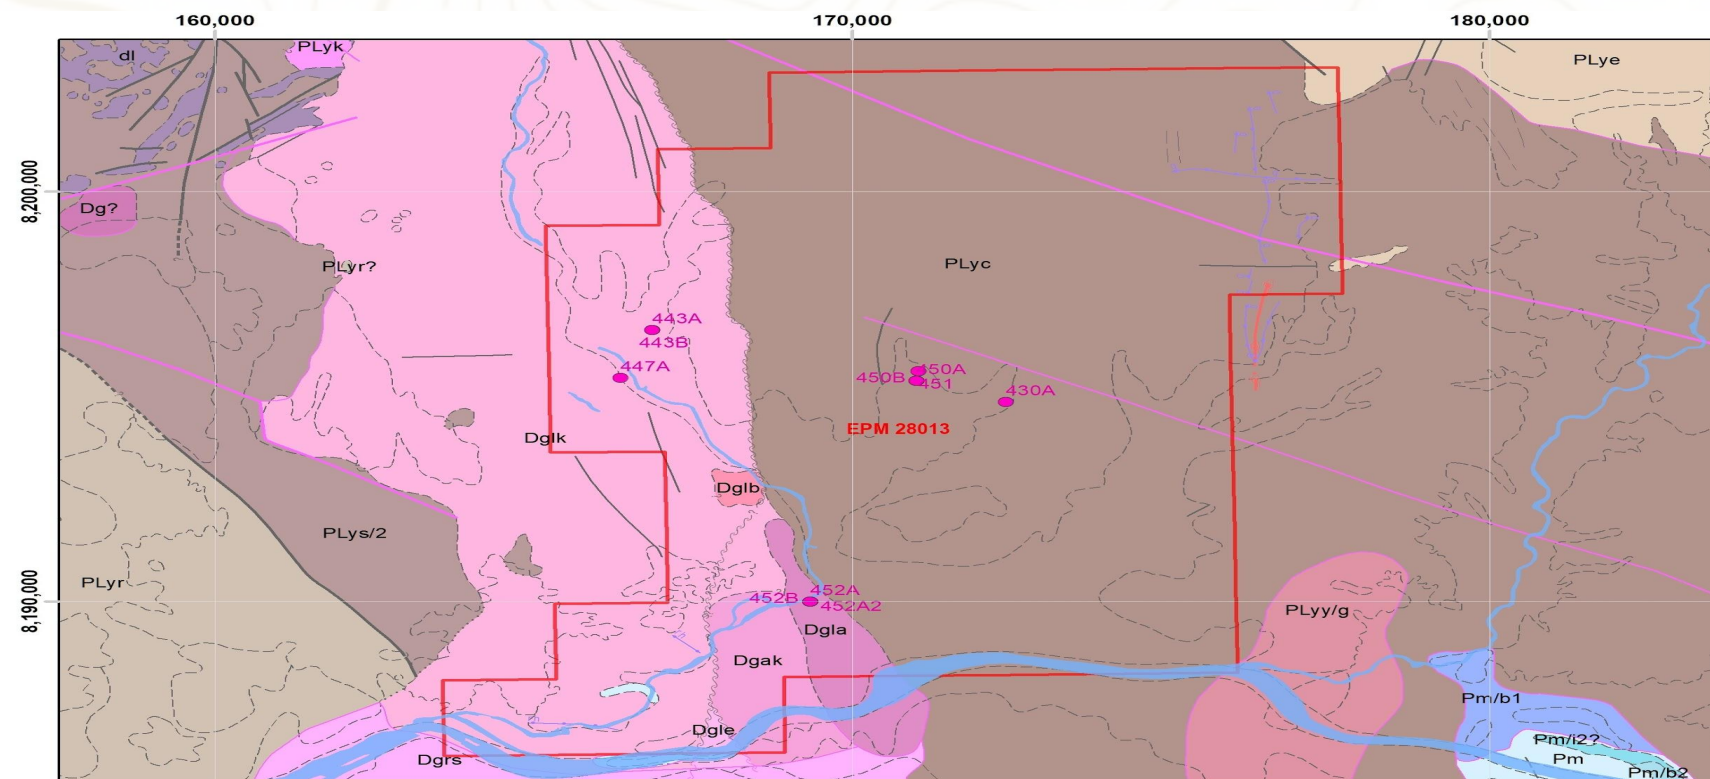 160,000
170,000
180,000
PLyk
dl
PLye
8,200,000
Dg?
PLyr?
PLyc
443A
443B
447A
450A
450B
451
430A
EPM 28013
Dglk
Dglb
PLys/2
PLyr
8,190,000
452A
452B
452A2
PLyy/g
Dgla
Dgak
Pm/b1
Dgle
Pm/i2?
Dgrs
Pm
Pm/b2